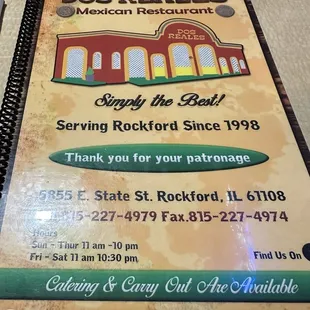 DOS REALES
Mexican Restaurant
DOS
REALES
Simply the Best!
Serving Rockford Since 1998
Thank you for your patronage
5855 E. State St. Rockford, IL 61108
815-227-4979 Fax.815-227-4974
Hours
Sun - Thur 11 am -10 pm
Fri - Sat 11 am 10:30 pm
Find Us On
Catering & Carry Out Are Available